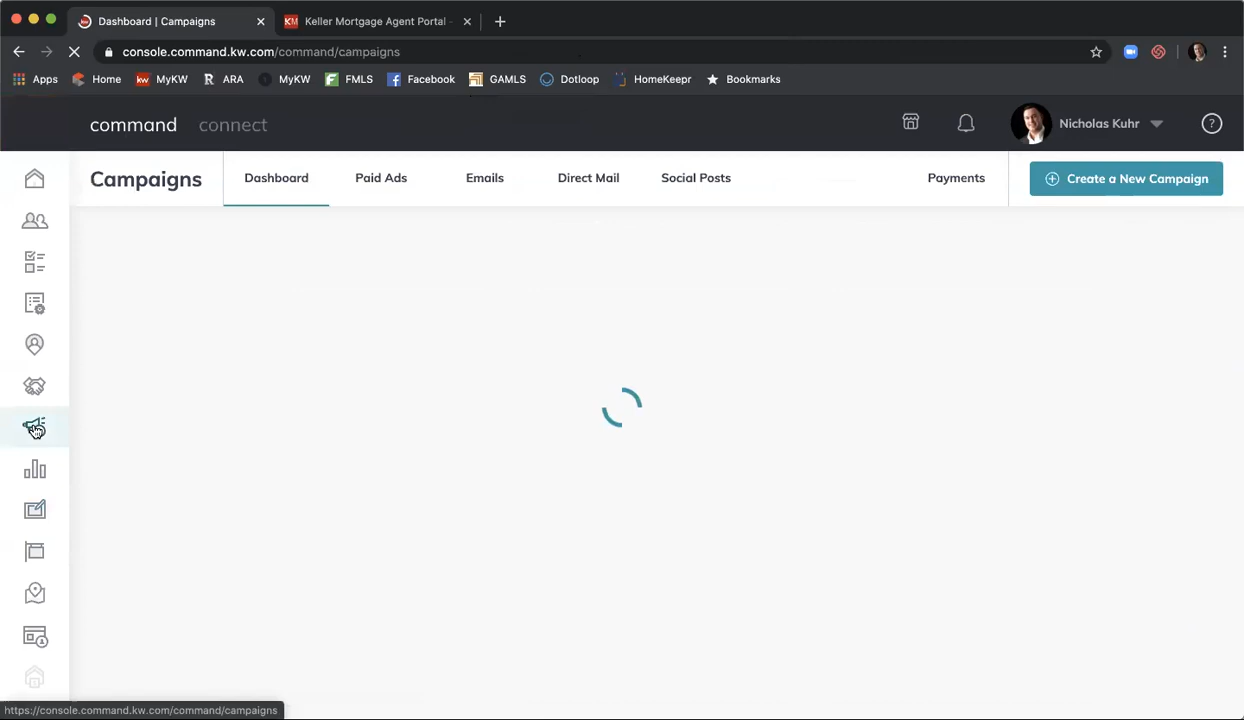 Dashboard | Campaigns
KM Keller Mortgage Agent Portal -
console.command.kw.com/command/campaigns
Apps Home kw MyKW R ARA MyKW FMLS Facebook GAMLS Dotloop HomeKeepr Bookmarks
command connect Nicholas Kuhr ?
Campaigns Dashboard Paid Ads Emails Direct Mail Social Posts Payments Create a New Campaign
https://console.command.kw.com/command/campaigns